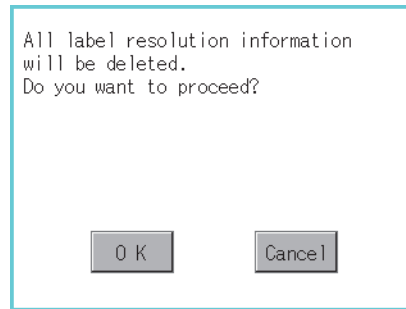 All label resolution information
will be deleted.
Do you want to proceed?
OK
Cancel